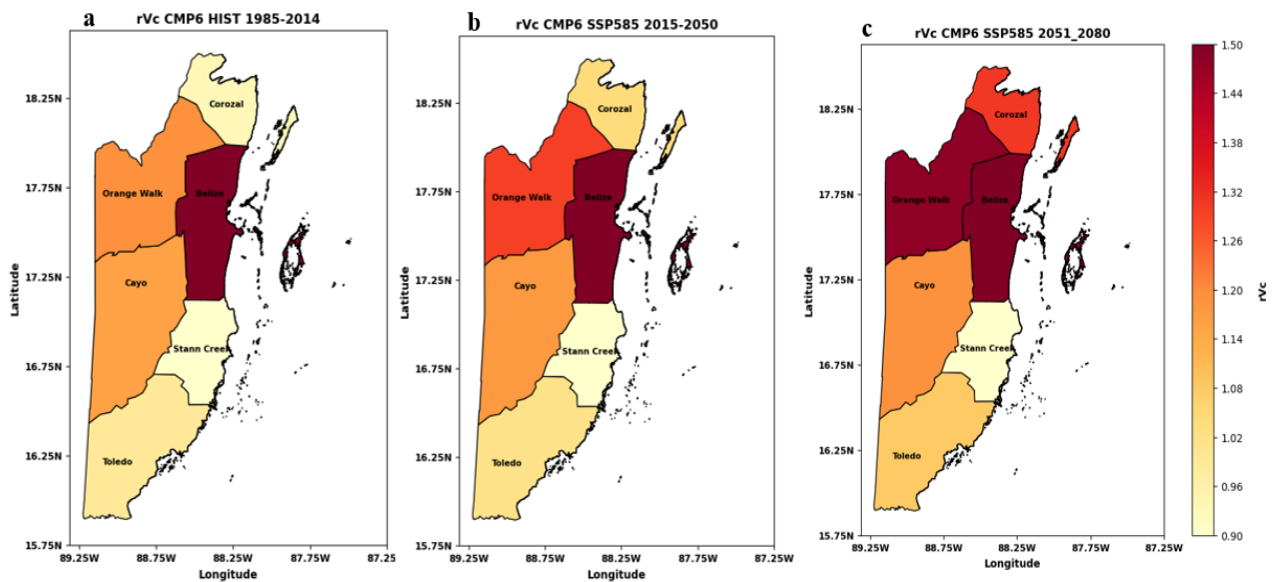 a
rVc CMP6 HIST 1985-2014
18.25N
17.75N
17.25N
16.75N
16.25N
15.75N
Latitude
Corozal
Orange Walk
Belize
Cayo
Stann Creek
Toledo
89.25W 88.75W 88.25W 87.75W 87.25
Longitude
b
rVc CMP6 SSP585 2015-2050
18.25N
17.75N
17.25N
16.75N
16.25N
15.75N
Latitude
Corozal
Orange Walk
Belize
Cayo
Stann Creek
Toledo
89.25W 88.75W 88.25W 87.75W 87.25W
Longitude
c
rVc CMP6 SSP585 2051_2080
18.25N
17.75N
17.25N
16.75N
16.25N
15.75N
Latitude
Corozal
Orange Walk
Belize
Cayo
Stann Creek
Toledo
89.25W 88.75W 88.25W 87.75W 87.25W
Longitude
1.50
1.44
1.38
1.32
1.26
1.20
1.14
1.08
1.02
0.96
0.90
rVc